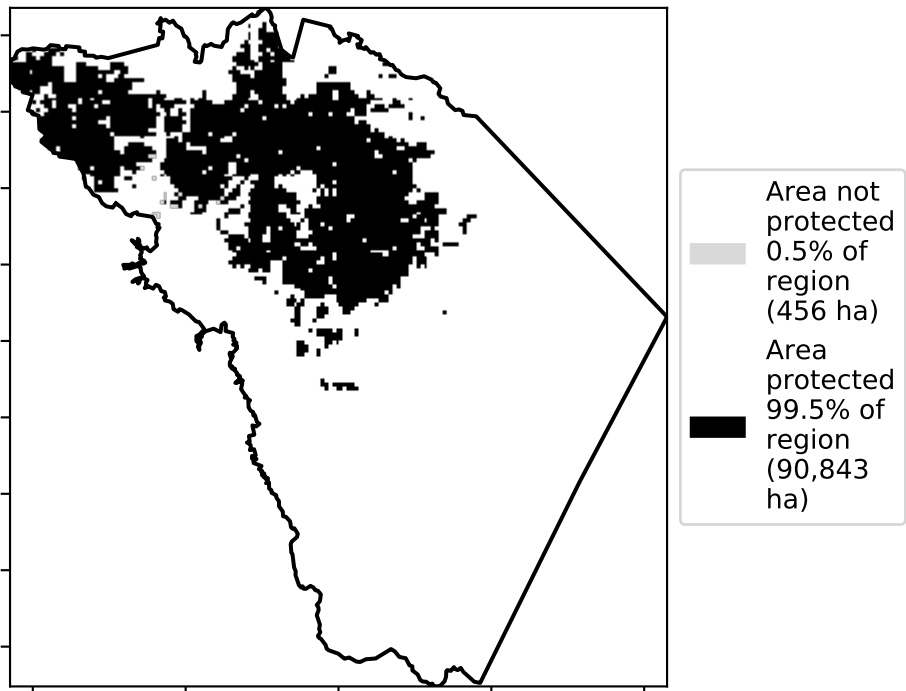 Area not
protected
0.5% of
region
(456 ha)
Area
protected
99.5% of
region
(90,843
ha)